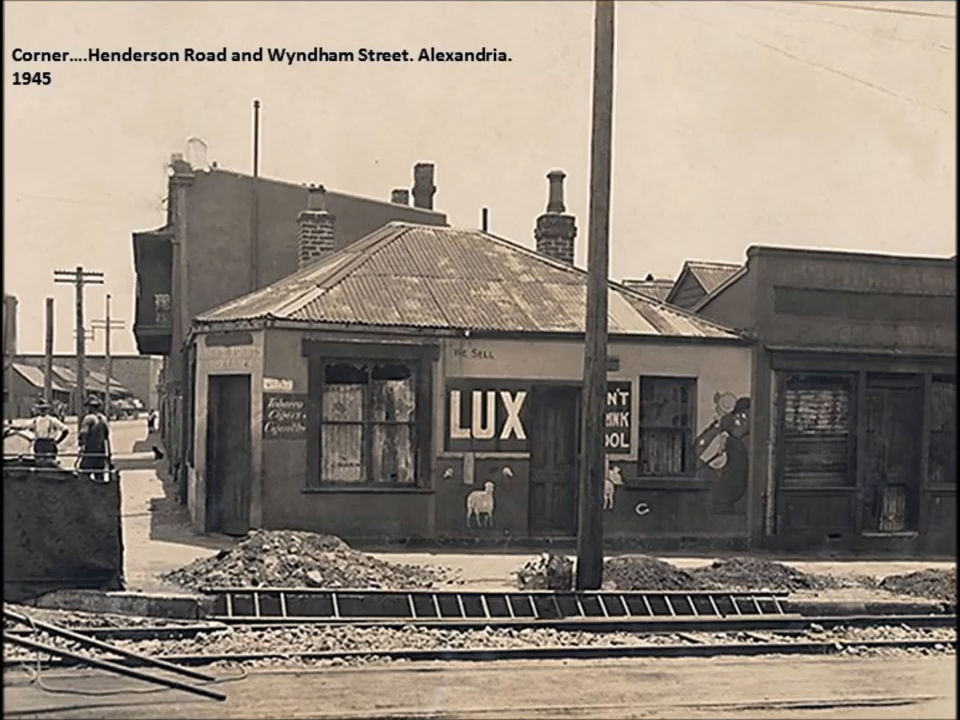 Corner....Henderson Road and Wyndham Street. Alexandria.
1945
WE SELL
LUX
Tobacco
Cigars &
Cigarettes
N'T
INK
OOL